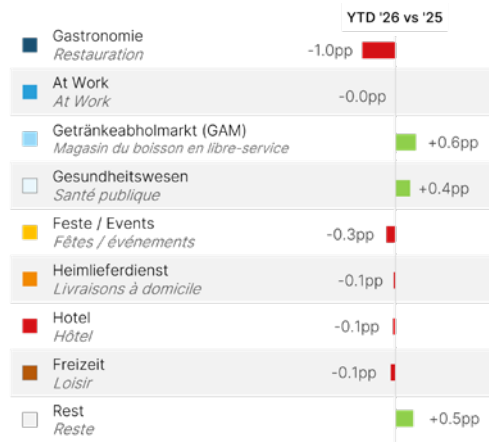 YTD '26 vs '25
Gastronomie
Restauration
-1.0pp
At Work
At Work
-0.0pp
Getränkeabholmarkt (GAM)
Magasin du boisson en libre-service
+0.6pp
Gesundheitswesen
Santé publique
+0.4pp
Feste / Events
Fêtes / événements
-0.3pp
Heimlieferdienst
Livraisons à domicile
-0.1pp
Hotel
Hôtel
-0.1pp
Freizeit
Loisir
-0.1pp
Rest
Reste
+0.5pp